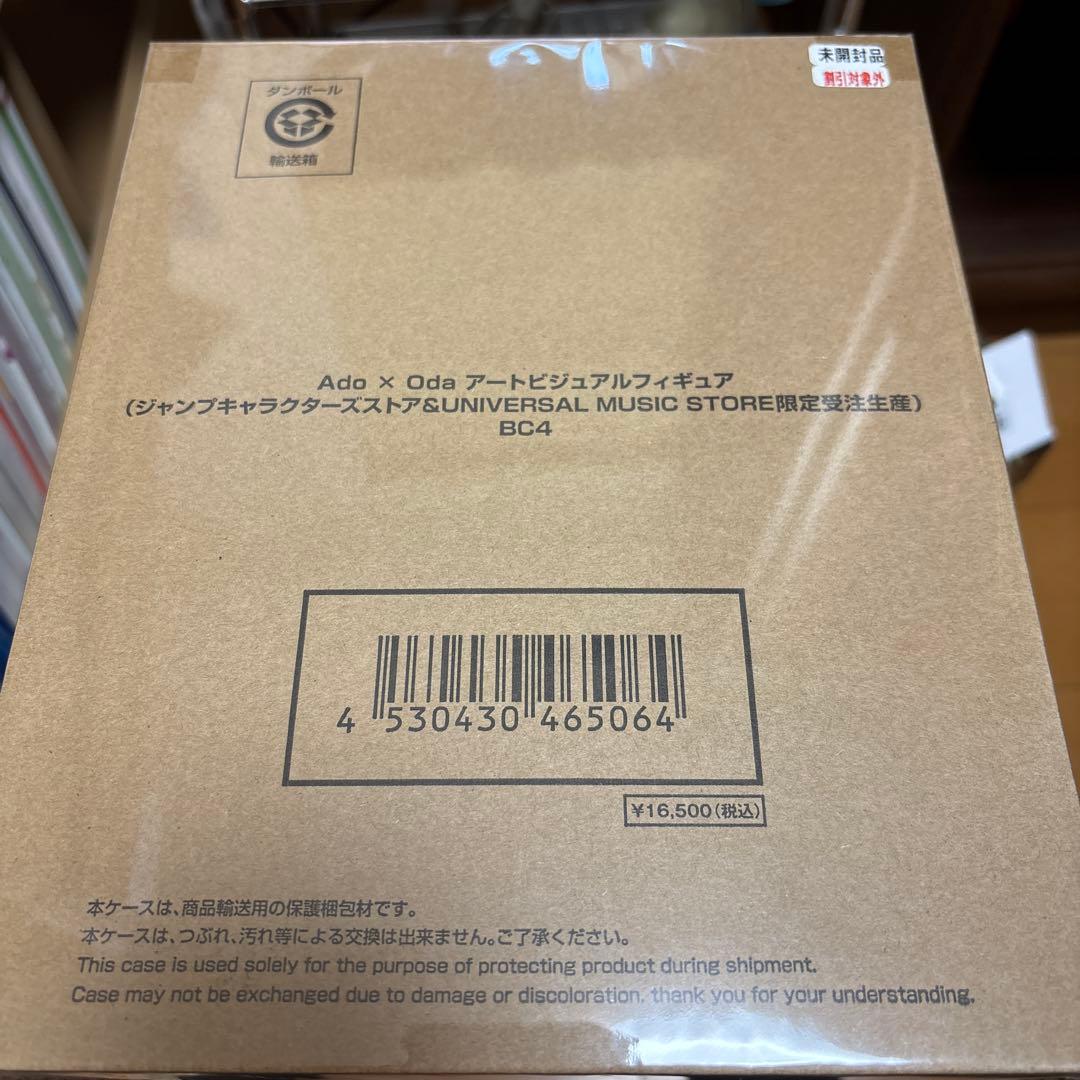 未開封品
割引対象外
ダンボール
輸送箱
Ado × Oda アートビジュアルフィギュア
(ジャンプキャラクターズストア&UNIVERSAL MUSIC STORE限定受注生産)
BC4
4 530430 465064
¥16,500(税込)
本ケースは、商品輸送用の保護梱包材です。
本ケースは、つぶれ、汚れ等による交換は出来ません。ご了承ください。
This case is used solely for the purpose of protecting product during shipment.
Case may not be exchanged due to damage or discoloration. thank you for your understanding.